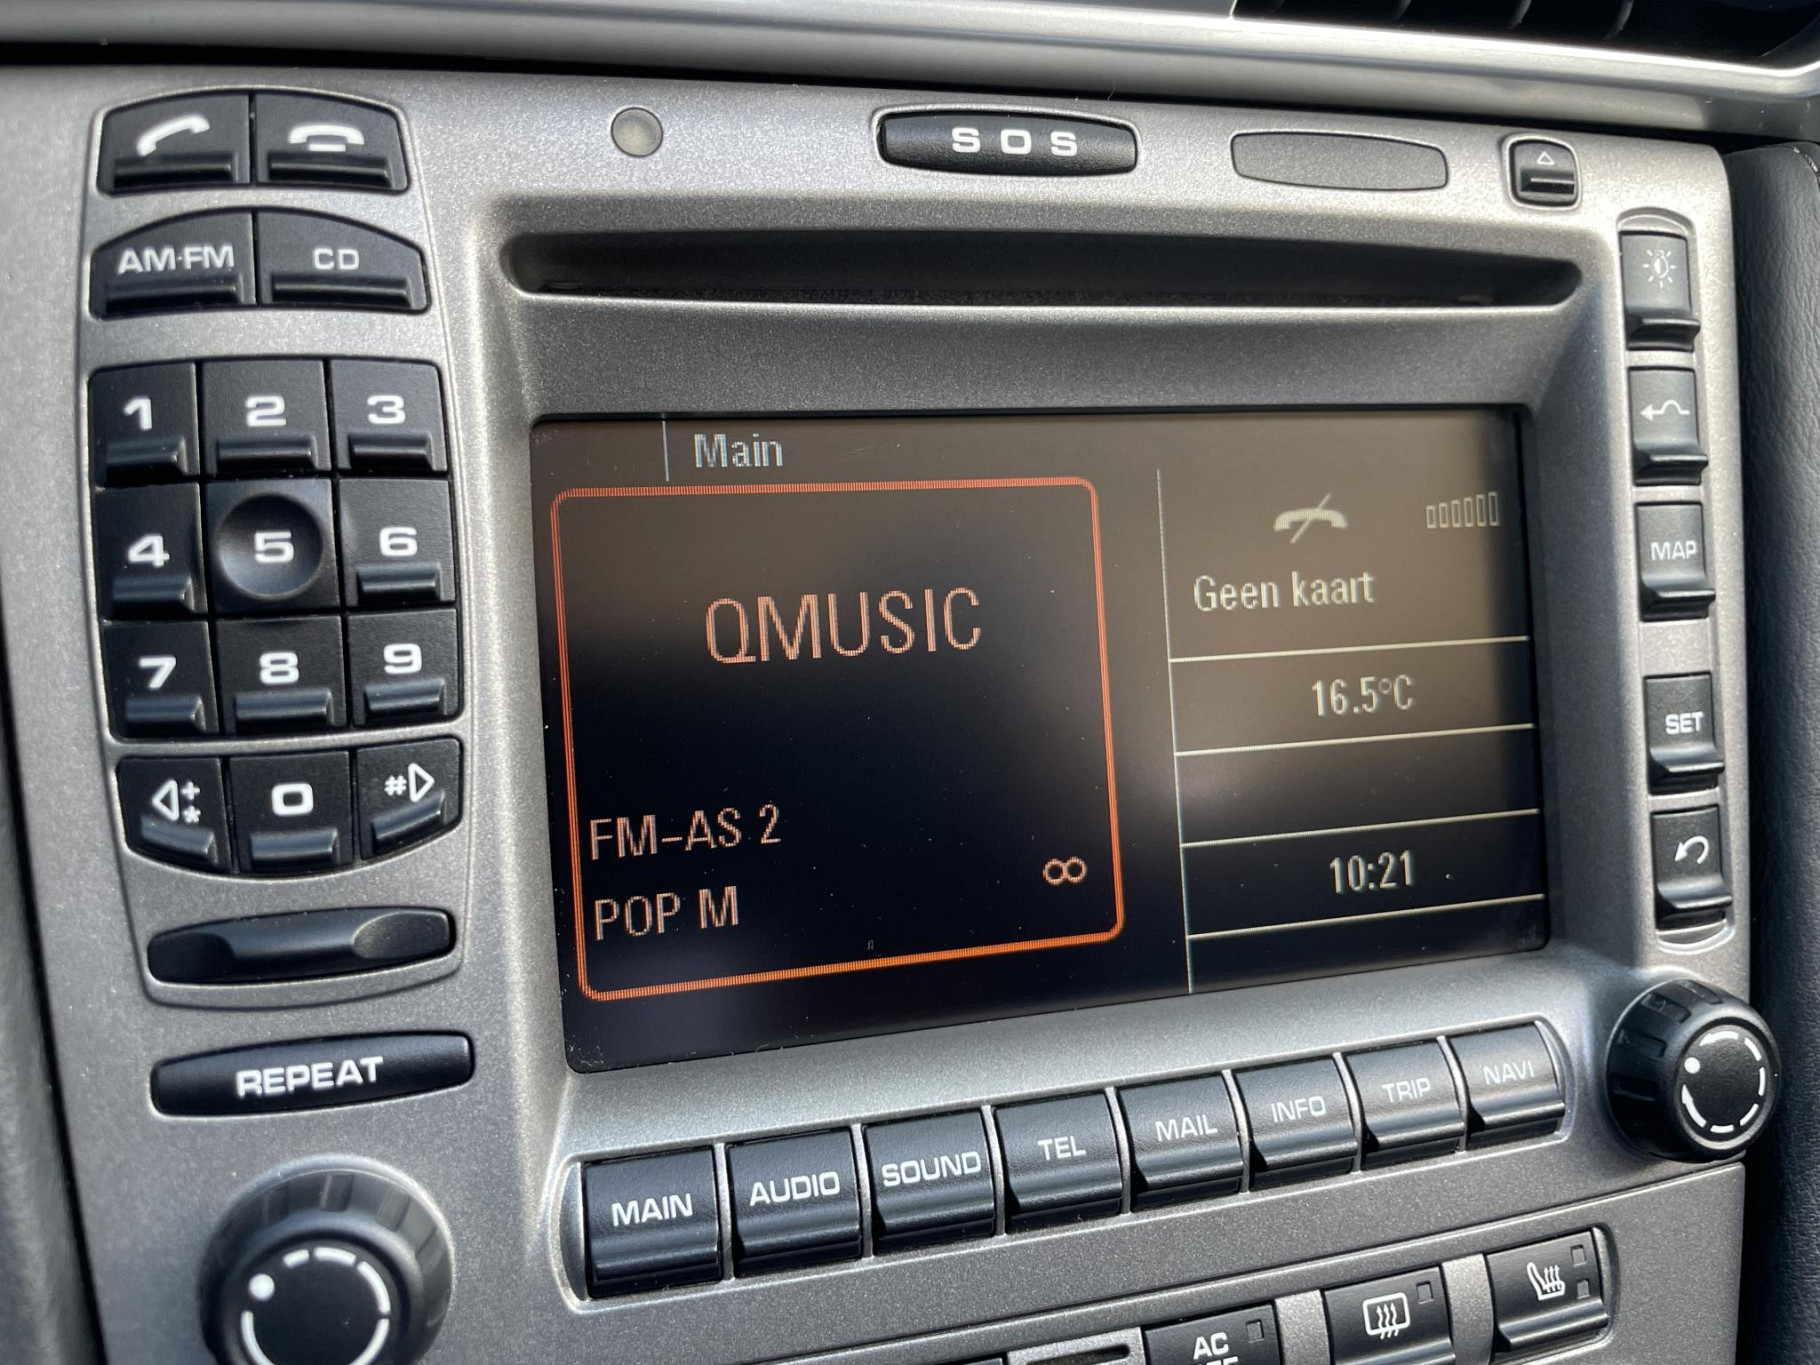 SOS
AM·FM
CD
1
2
3
4
5
6
7
8
9
+
*
0
#
REPEAT
Main
QMUSIC
FM-AS 2
POP M
∞
Geen kaart
16.5°C
10:21
MAP
SET
MAIN
AUDIO
SOUND
TEL
MAIL
INFO
TRIP
NAVI
AC